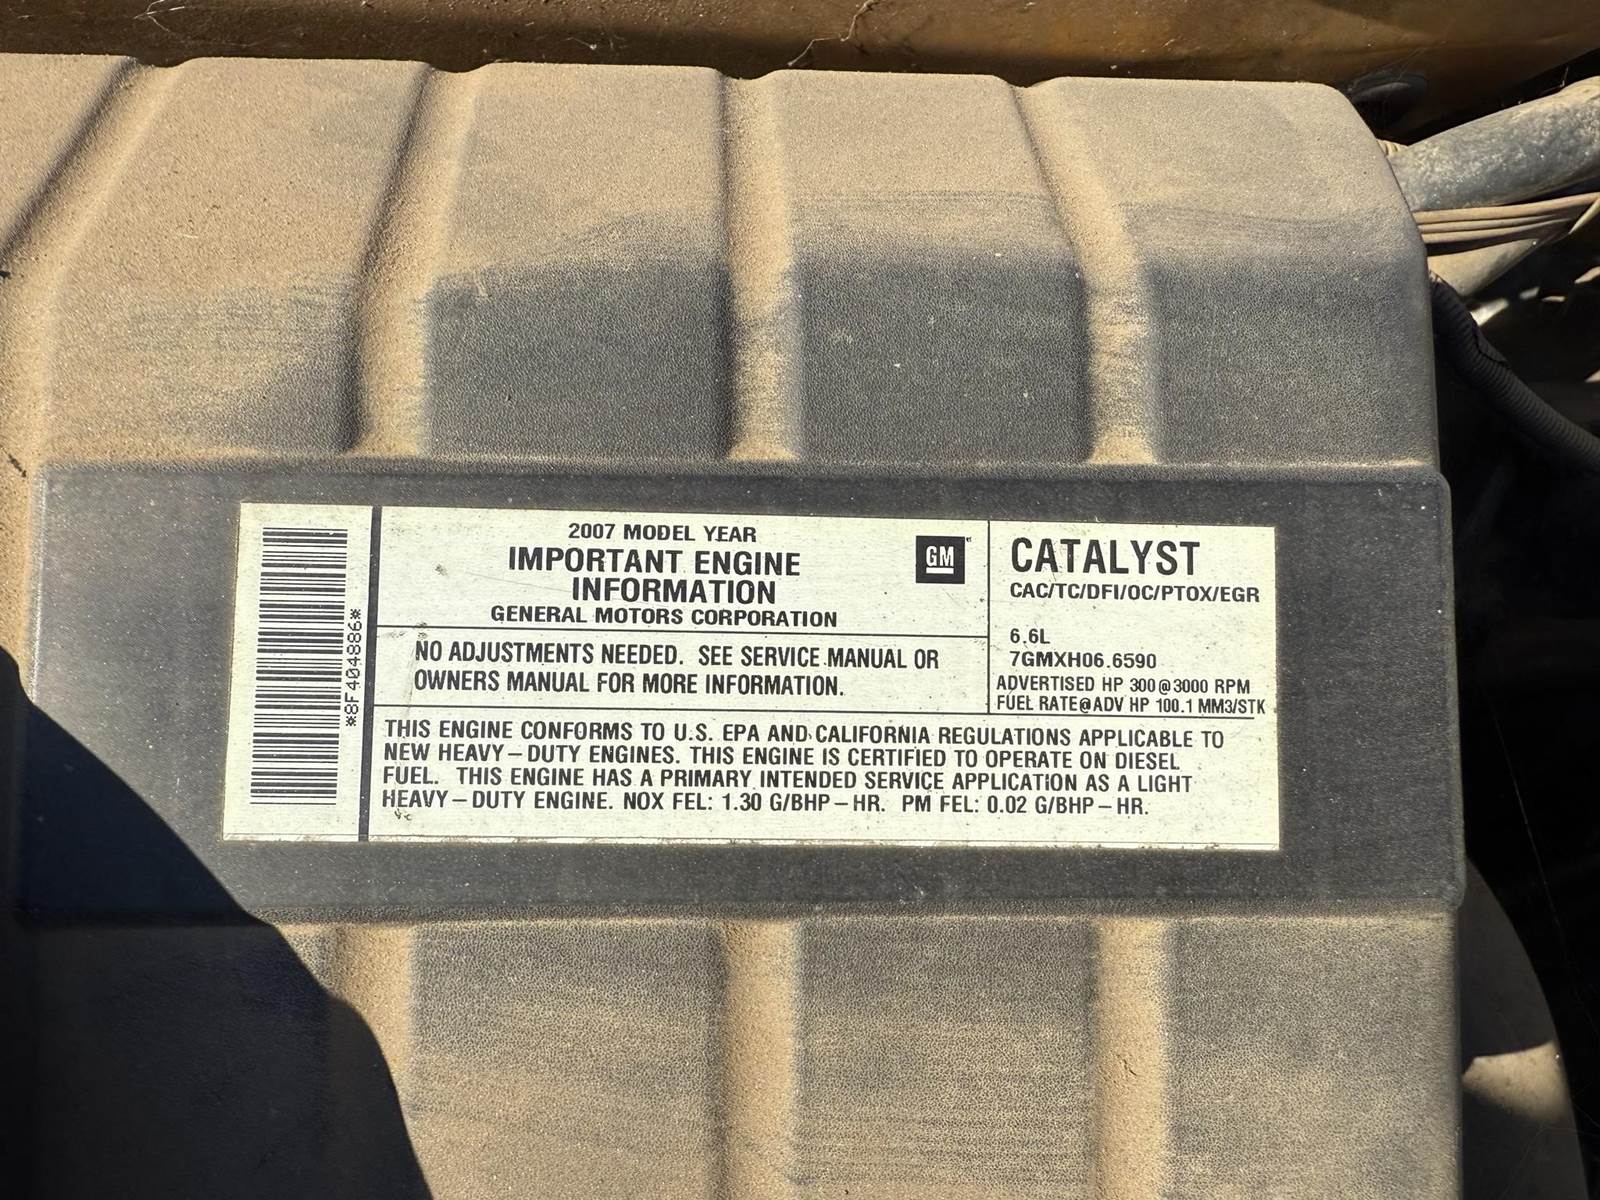 *8F404886*
2007 MODEL YEAR
IMPORTANT ENGINE
INFORMATION
GENERAL MOTORS CORPORATION
GM
NO ADJUSTMENTS NEEDED. SEE SERVICE MANUAL OR
OWNERS MANUAL FOR MORE INFORMATION.
CATALYST
CAC/TC/DFI/OC/PTOX/EGR
6.6L
7GMXH06.6590
ADVERTISED HP 300@3000 RPM
FUEL RATE@ADV HP 100.1 MM3/STK
THIS ENGINE CONFORMS TO U.S. EPA AND CALIFORNIA REGULATIONS APPLICABLE TO
NEW HEAVY–DUTY ENGINES. THIS ENGINE IS CERTIFIED TO OPERATE ON DIESEL
FUEL. THIS ENGINE HAS A PRIMARY INTENDED SERVICE APPLICATION AS A LIGHT
HEAVY–DUTY ENGINE. NOX FEL: 1.30 G/BHP–HR. PM FEL: 0.02 G/BHP–HR.